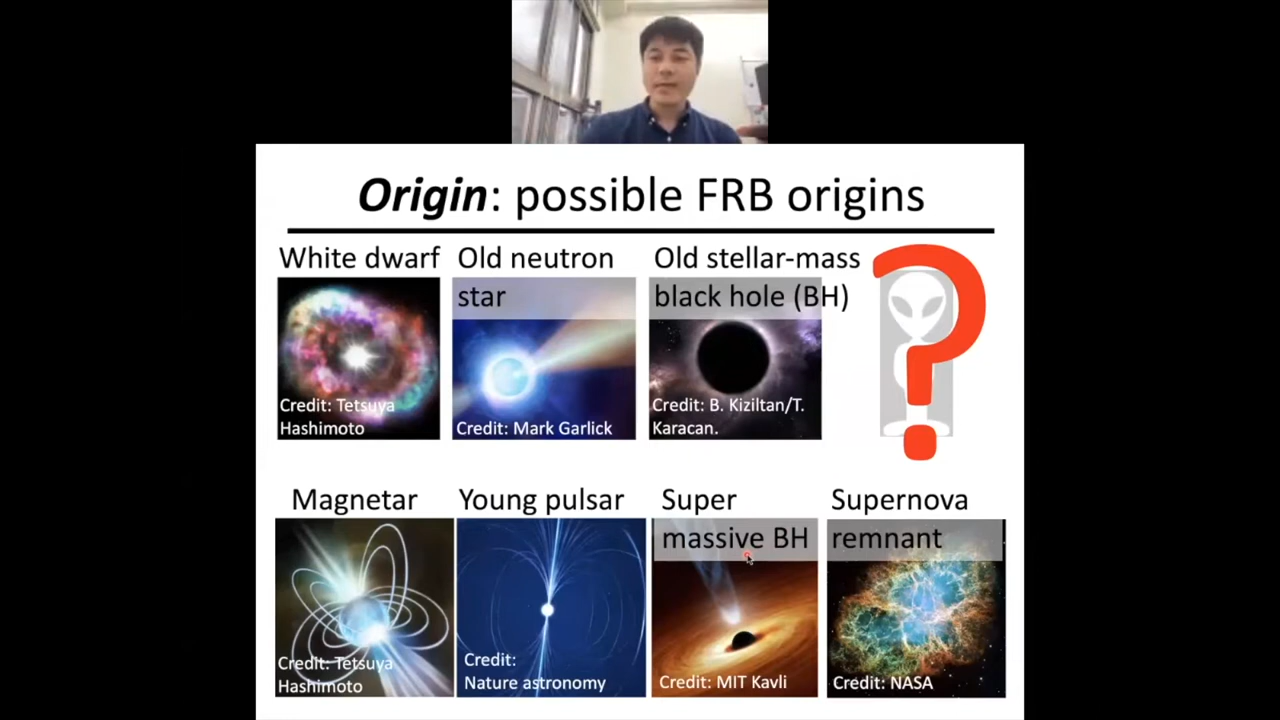 Origin: possible FRB origins
White dwarf
Credit: Tetsuya
Hashimoto
Old neutron
star
Credit: Mark Garlick
Old stellar-mass
black hole (BH)
Credit: B. Kiziltan/T.
Karacan.
?
Magnetar
Credit: Tetsuya
Hashimoto
Young pulsar
Credit:
Nature astronomy
Super
massive BH
Credit: MIT Kavli
Supernova
remnant
Credit: NASA